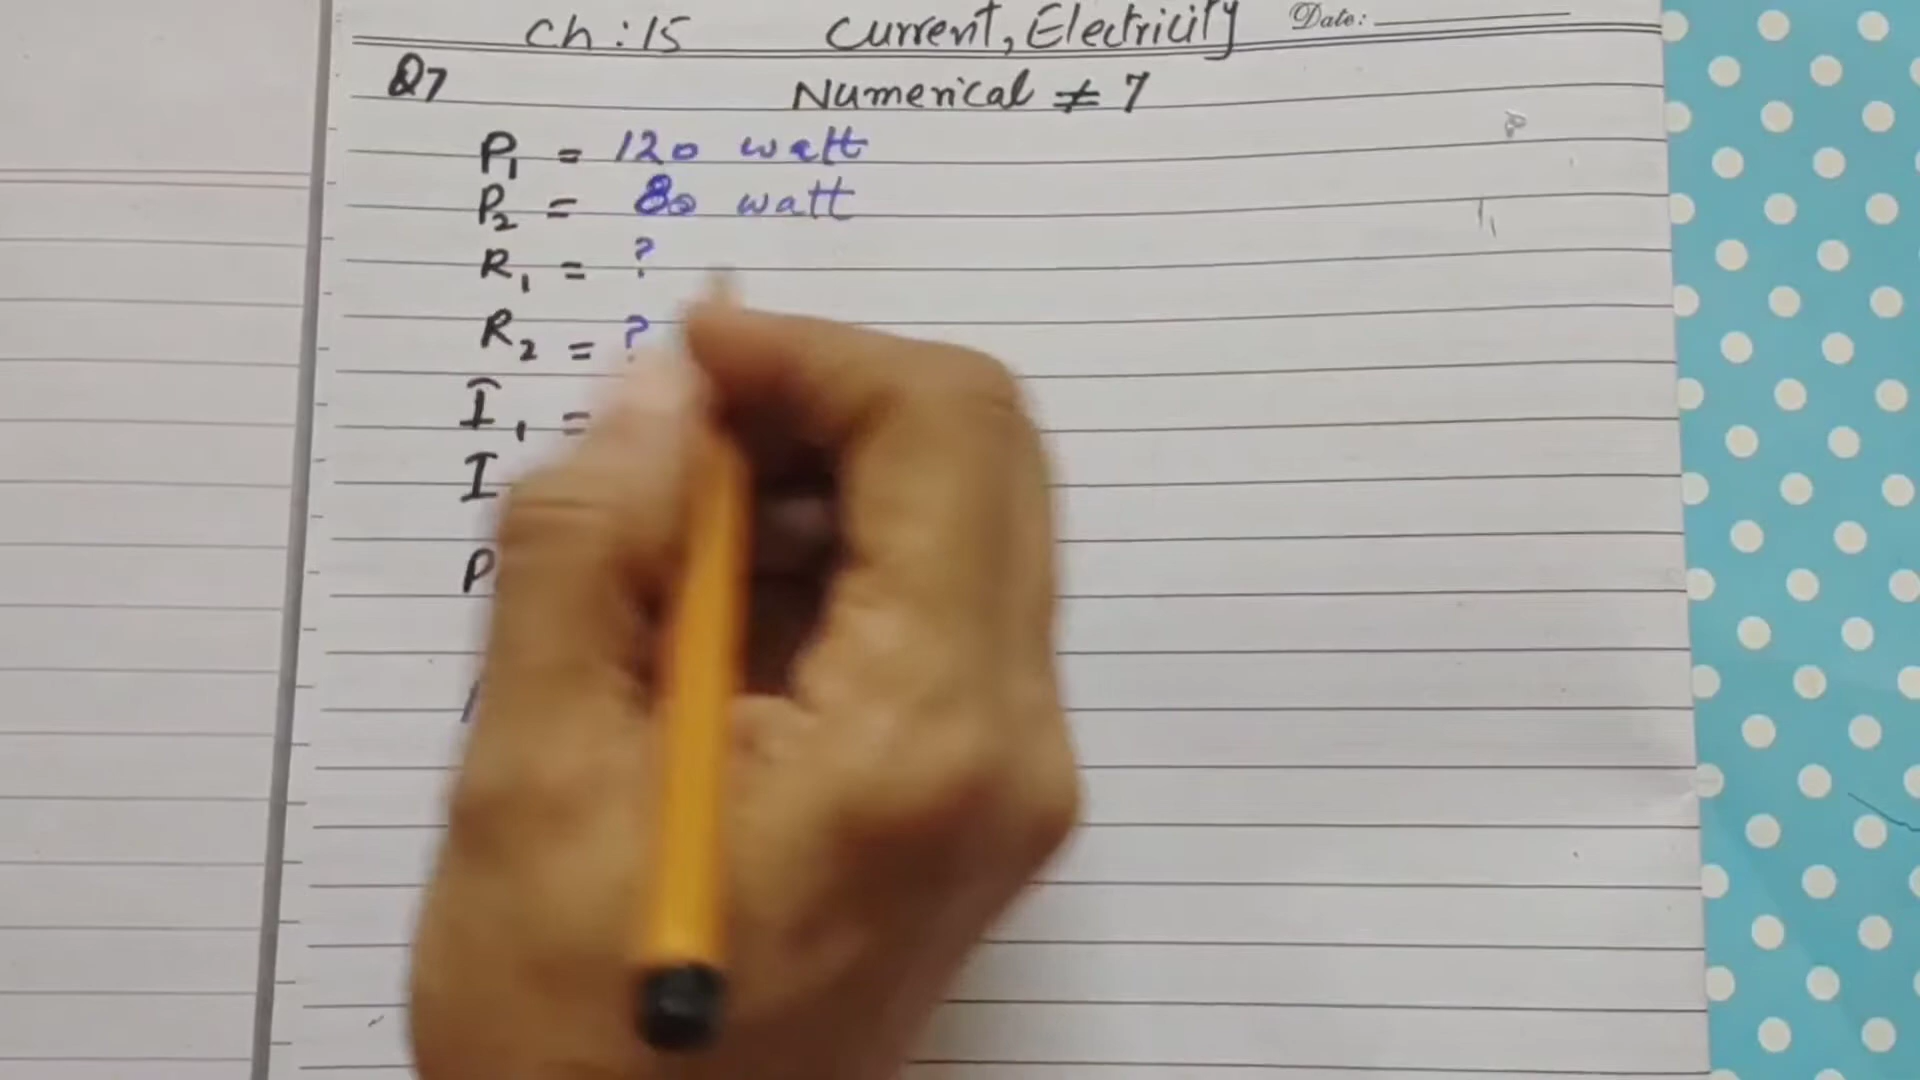 Ch : 15 Current, Electricity Date:
Q7 Numerical # 7
P1 = 120 watt
P2 = 80 watt
R1 = ?
R2 = ?
I1 =
I
P